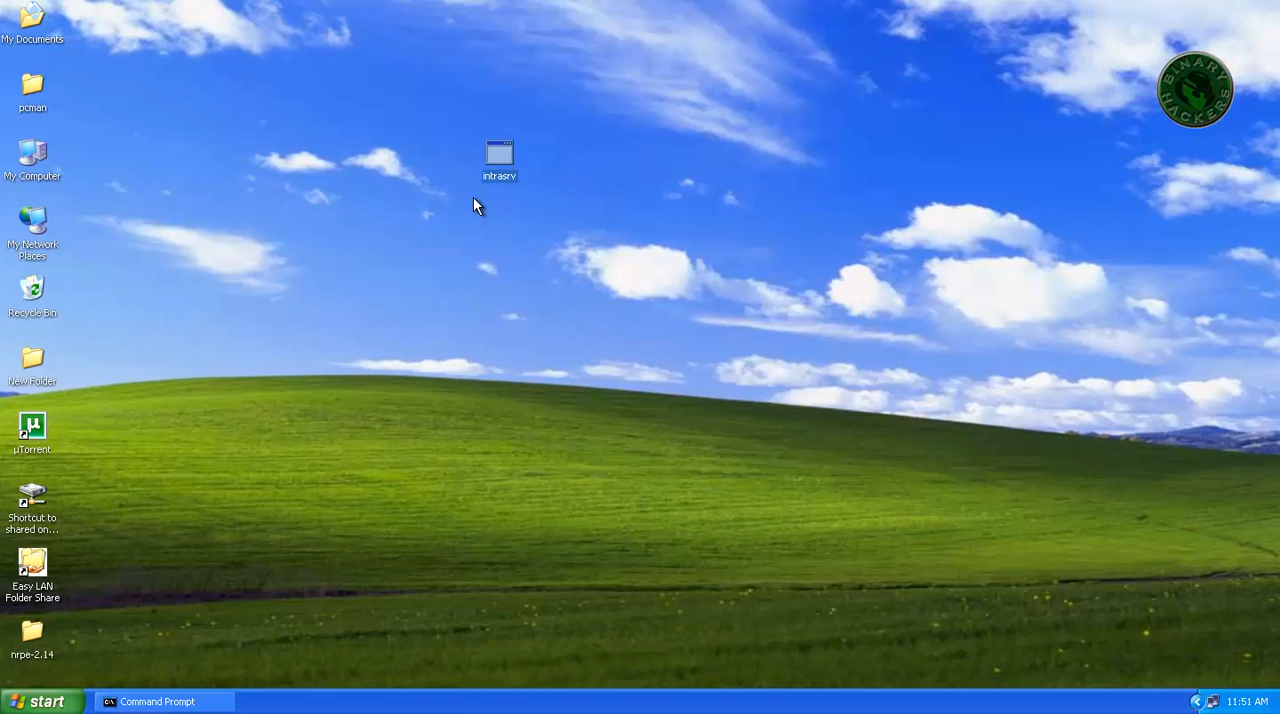 My Documents
pcman
My Computer
My Network
Places
Recycle Bin
New Folder
µ
µTorrent
Shortcut to
shared on...
Easy LAN
Folder Share
nrpe-2.14
intrasrv
BINARY
HACKERS
start
C:\
Command Prompt
11:51 AM